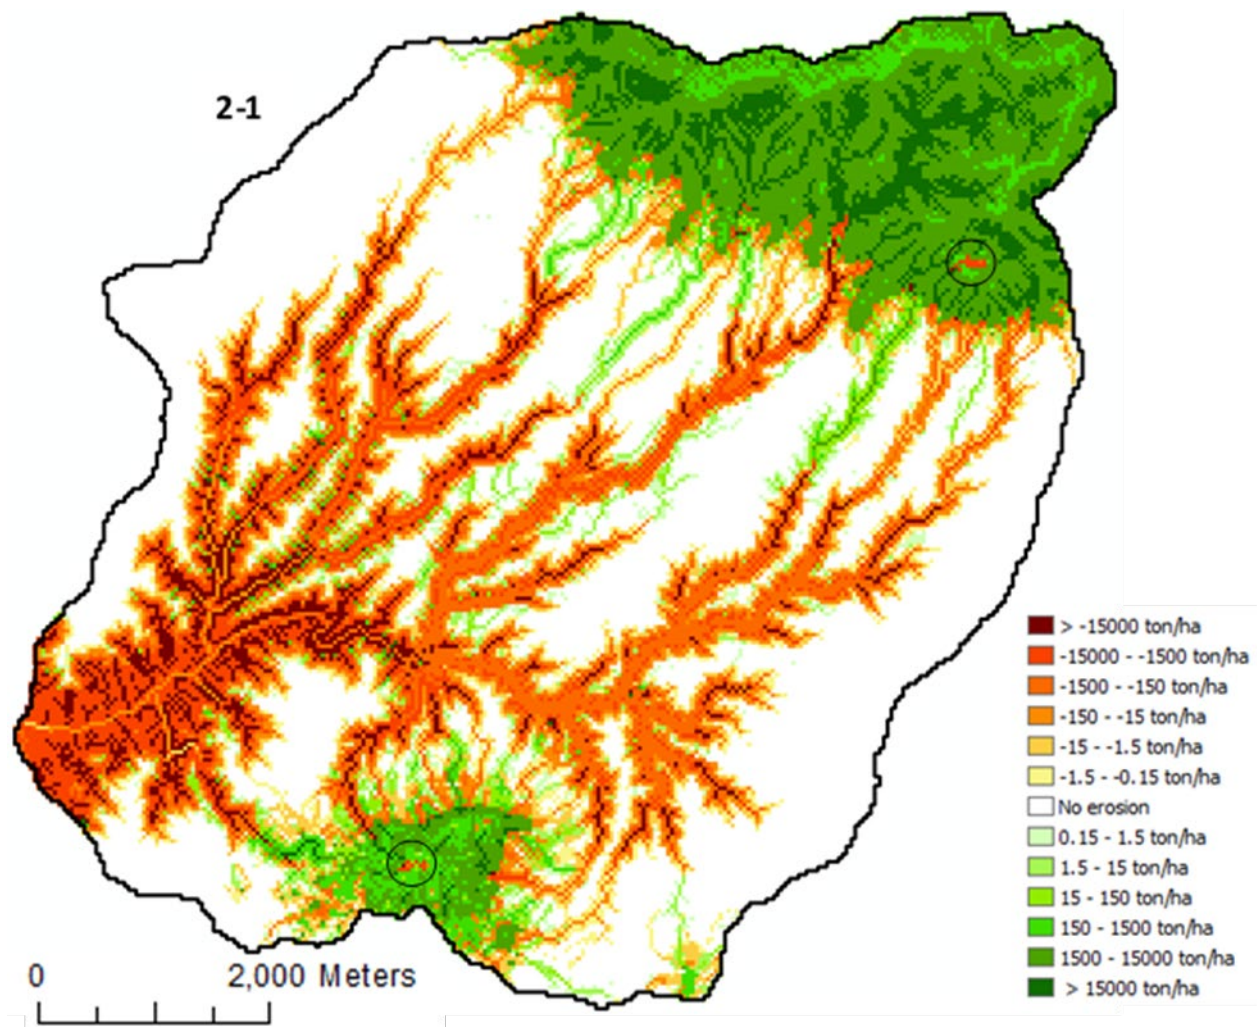 2-1
> -15000 ton/ha
-15000 - -1500 ton/ha
-1500 - -150 ton/ha
-150 - -15 ton/ha
-15 - -1.5 ton/ha
-1.5 - -0.15 ton/ha
No erosion
0.15 - 1.5 ton/ha
1.5 - 15 ton/ha
15 - 150 ton/ha
150 - 1500 ton/ha
1500 - 15000 ton/ha
> 15000 ton/ha
0 2,000 Meters